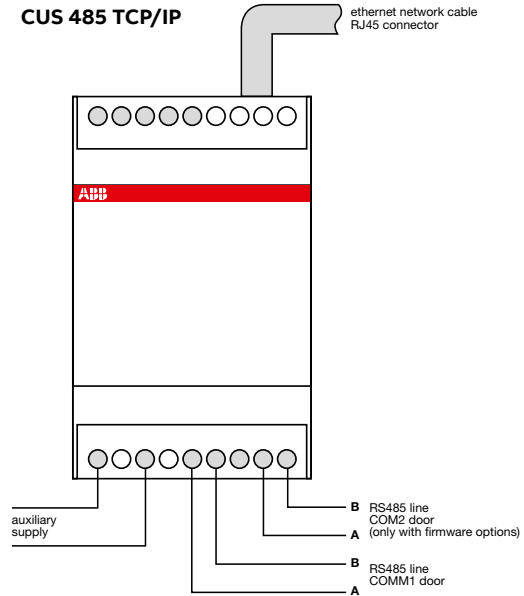 CUS 485 TCP/IP
ethernet network cable
RJ45 connector
ABB
auxiliary
supply
B
RS485 line
COM2 door
A
(only with firmware options)
B
RS485 line
COMM1 door
A